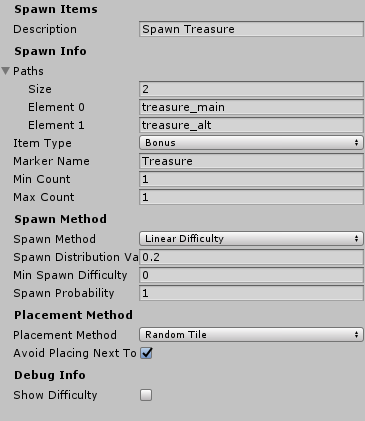 Spawn Items
Description Spawn Treasure
Spawn Info
Paths
Size 2
Element 0 treasure_main
Element 1 treasure_alt
Item Type Bonus
Marker Name Treasure
Min Count 1
Max Count 1
Spawn Method
Spawn Method Linear Difficulty
Spawn Distribution Va 0.2
Min Spawn Difficulty 0
Spawn Probability 1
Placement Method
Placement Method Random Tile
Avoid Placing Next To
Debug Info
Show Difficulty